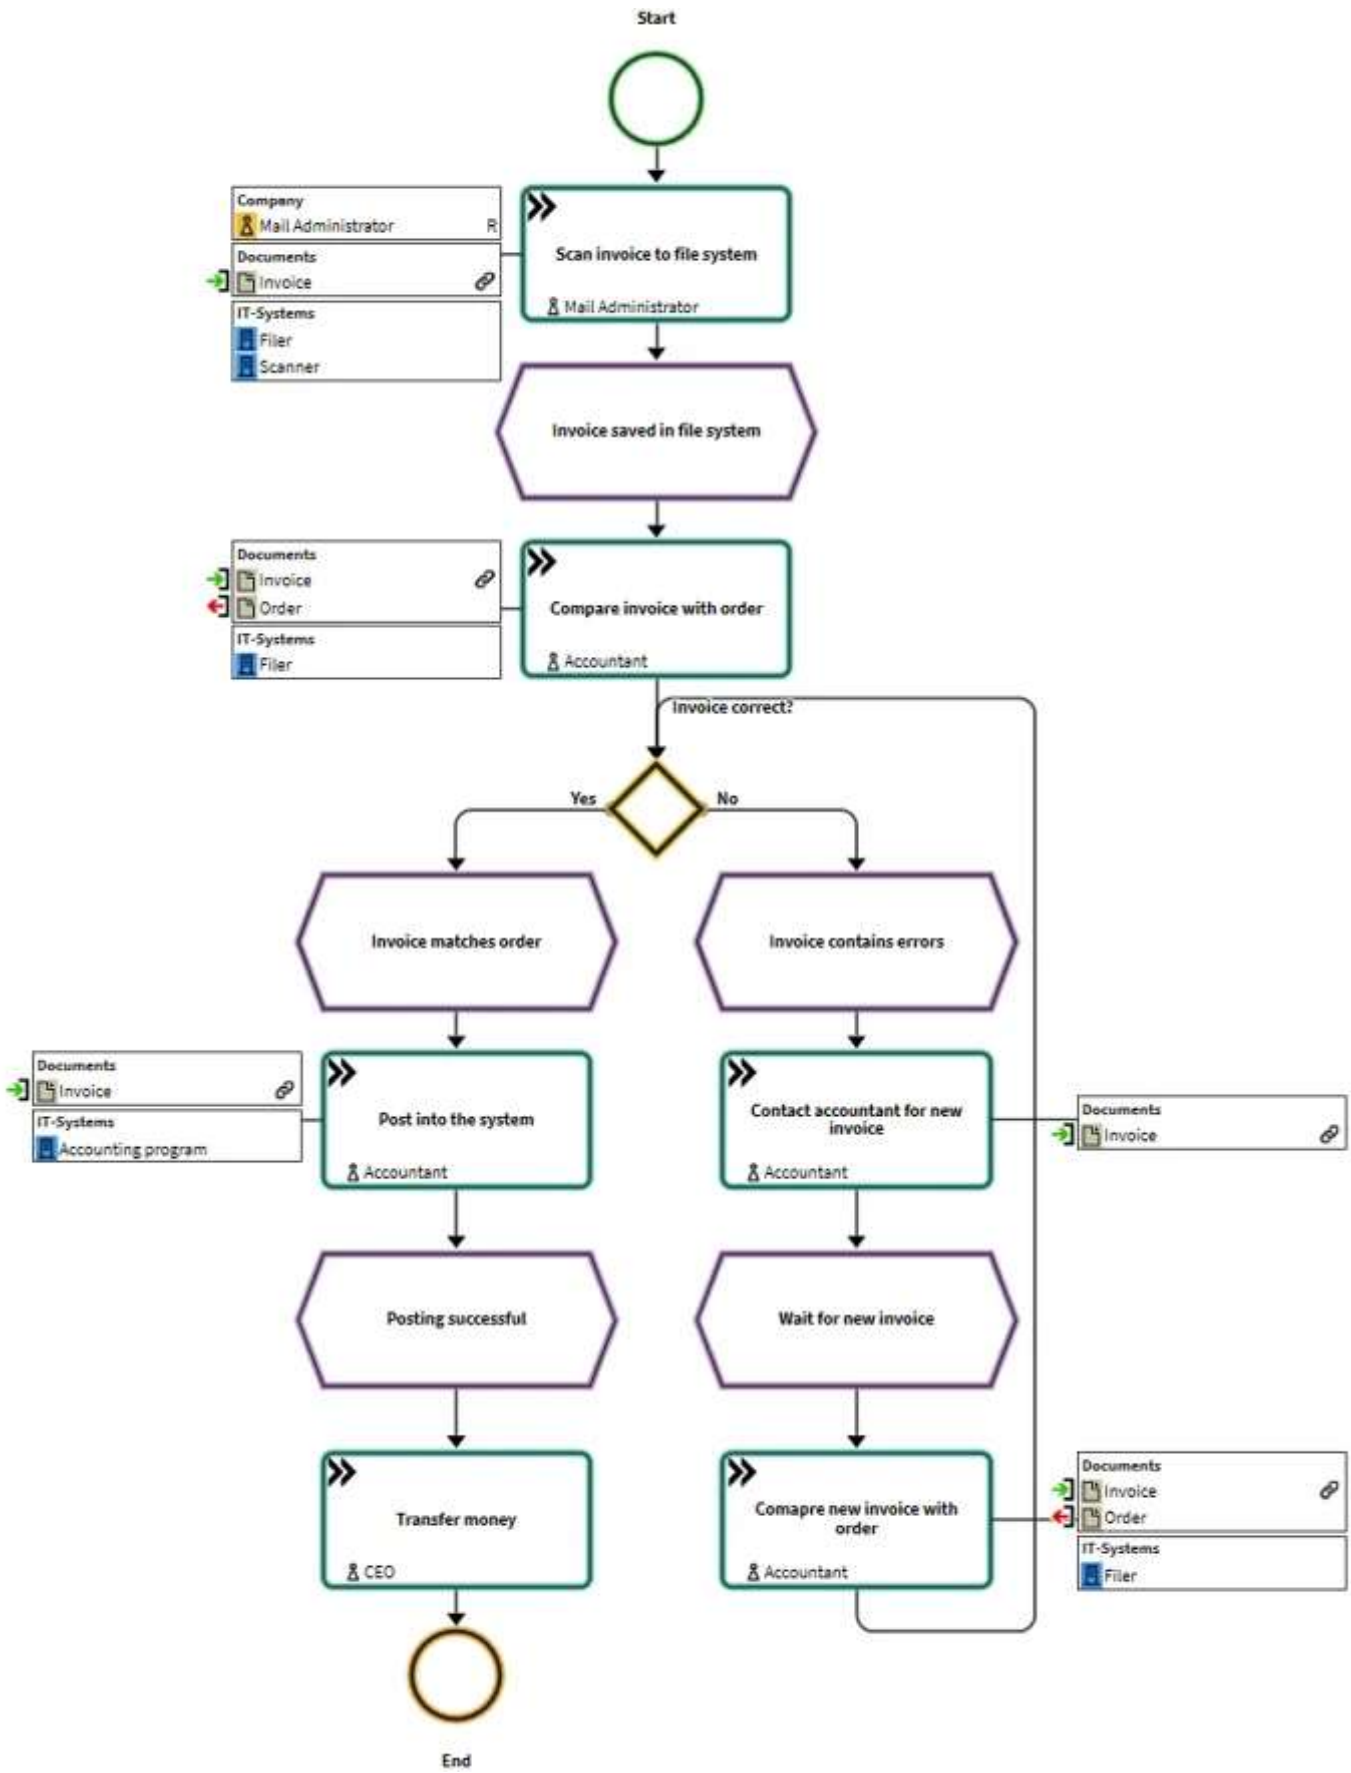 Start
Company
Mail Administrator R
Documents
Invoice
IT-Systems
Filer
Scanner
Scan invoice to file system
Mail Administrator
Invoice saved in file system
Documents
Invoice
Order
IT-Systems
Filer
Compare invoice with order
Accountant
Invoice correct?
Yes
No
Invoice matches order
Invoice contains errors
Documents
Invoice
IT-Systems
Accounting program
Post into the system
Accountant
Contact accountant for new
invoice
Accountant
Documents
Invoice
Posting successful
Wait for new invoice
Transfer money
CEO
Comapre new invoice with
order
Accountant
Documents
Invoice
Order
IT-Systems
Filer
End